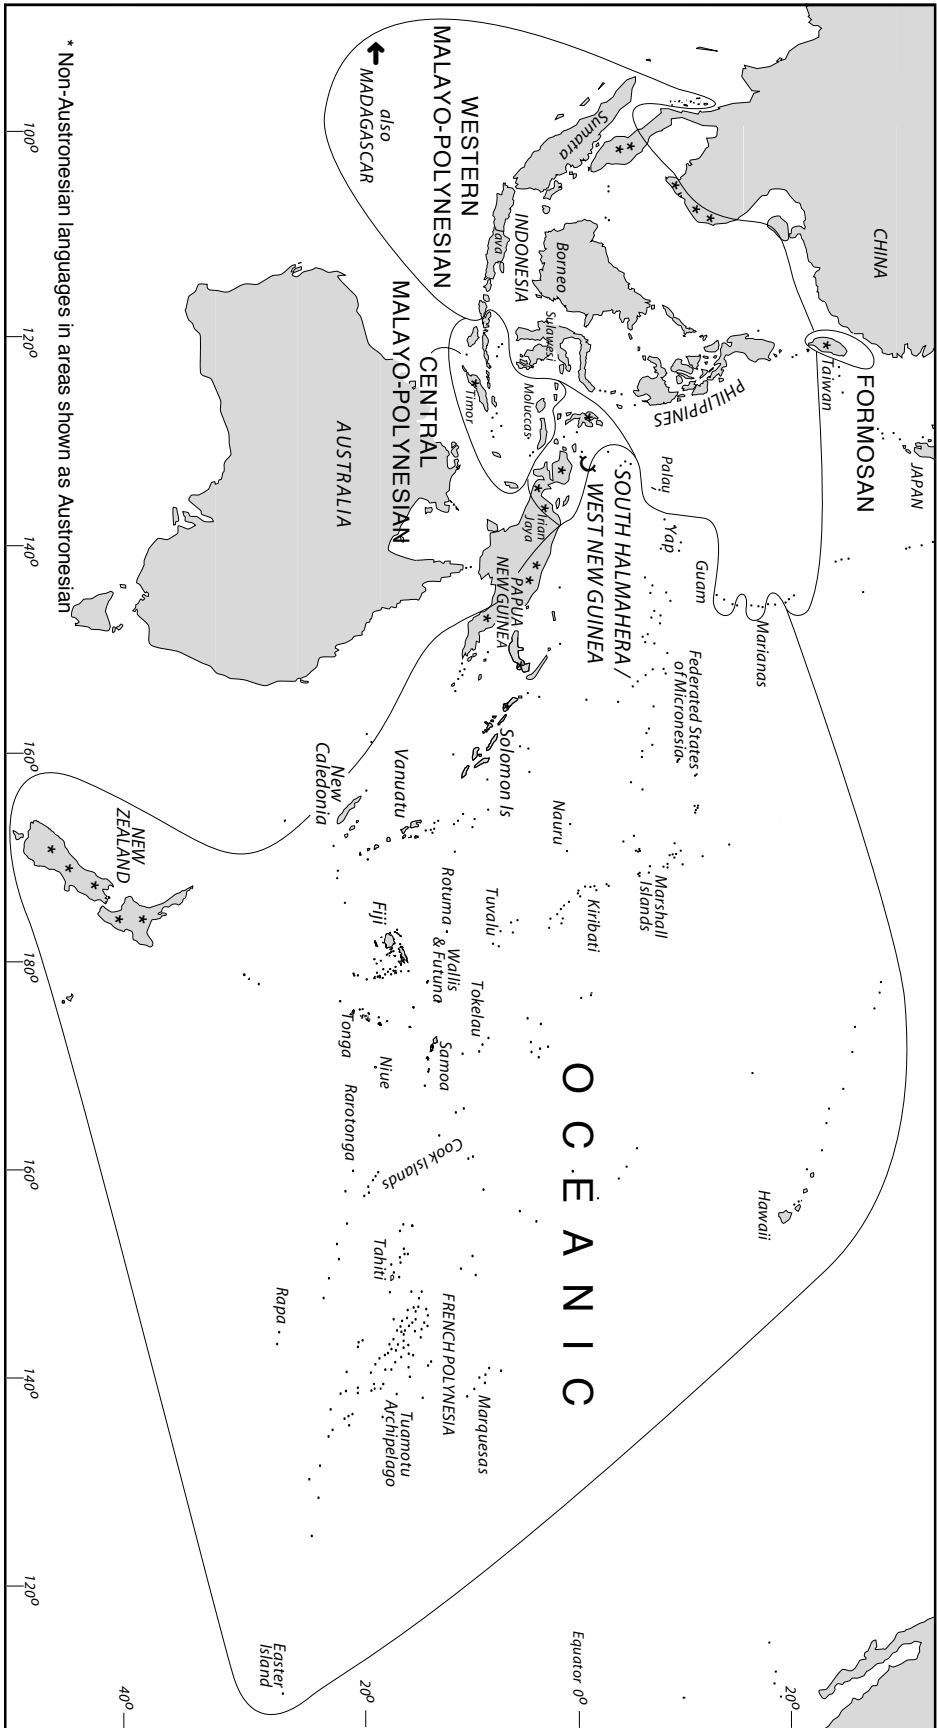 CHINA
JAPAN
FORMOSAN
Taiwan
PHILIPPINES
Marianas
Guam
Yap
Palay
Federated States
of Micronesia
Marshall
Islands
Hawaii
SOUTH HALMAHERA /
WEST NEW GUINEA
Sumatra
Borneo
Sulawesi
INDONESIA
Java
Moluccas
Timor
Irian
Jaya
PAPUA
NEW GUINEA
Solomon Is
Nauru
Kiribati
Tuvalu
Rotuma
Wallis
& Futuna
Tokelau
Samoa
OCEANIC
Cook Islands
FRENCH POLYNESIA
Marquesas
Tuamotu
Archipelago
Tahiti
Rapa
Easter
Island
WESTERN
MALAYO-POLYNESIAN
also
MADAGASCAR
CENTRAL
MALAYO-POLYNESIAN
AUSTRALIA
Vanuatu
New
Caledonia
Fiji
Tonga
Niue
Rarotonga
NEW
ZEALAND
20°
Equator 0°
20°
40°
100°
120°
140°
160°
180°
160°
140°
120°
* Non-Austronesian languages in areas shown as Austronesian